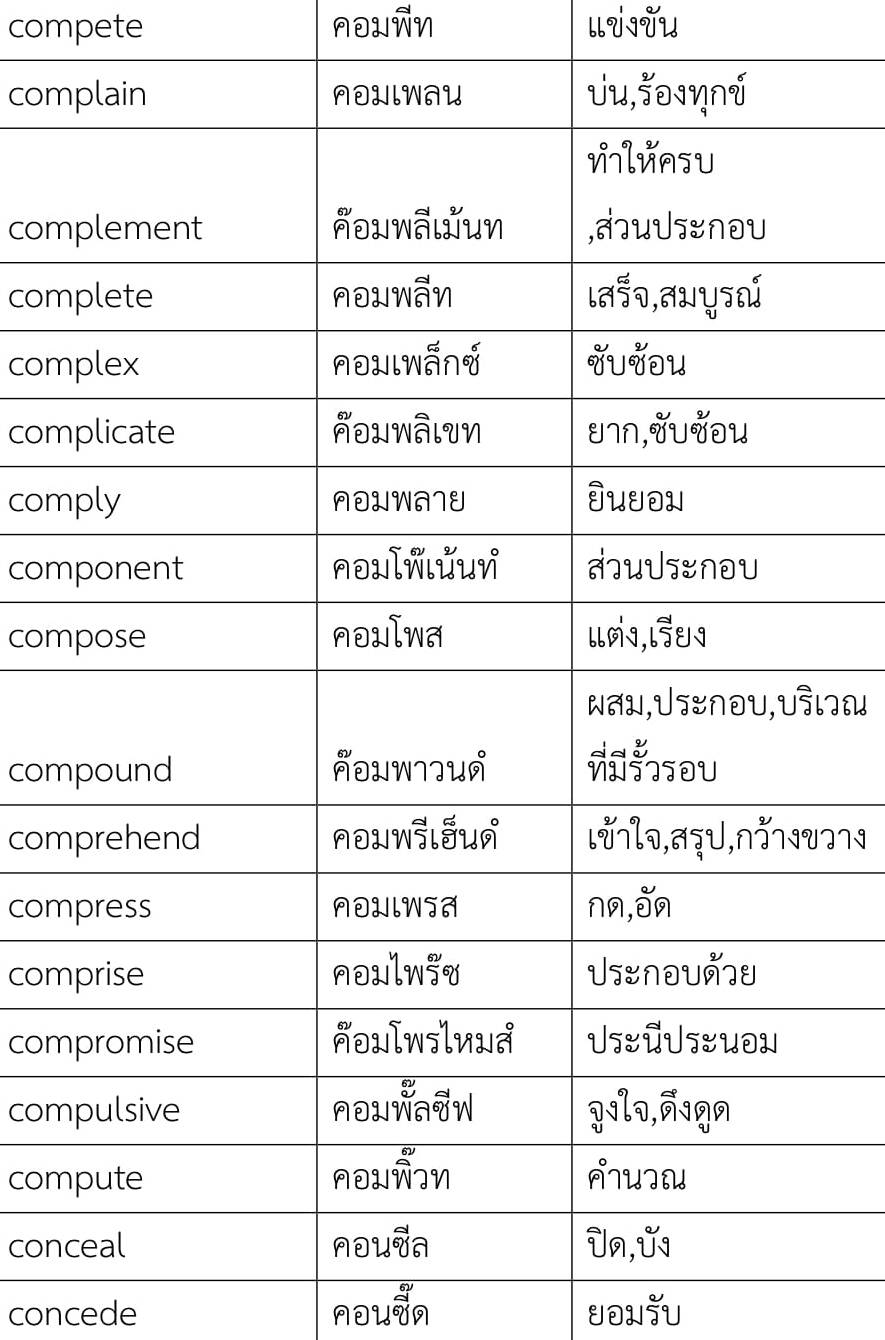 compete คอมพีท แข่งขัน
complain คอมเพลน บ่น,ร้องทุกข์
ทำให้ครบ
complement ค๊อมพลีเม้นท ,ส่วนประกอบ
complete คอมพลีท เสร็จ,สมบูรณ์
complex คอมเพล็กซ์ ซับซ้อน
complicate ค๊อมพลิเขท ยาก,ซับซ้อน
comply คอมพลาย ยินยอม
component คอมโพ๊เน้นทํ ส่วนประกอบ
compose คอมโพส แต่ง,เรียง
ผสม,ประกอบ,บริเวณ
compound ค๊อมพาวนดํ ที่มีรั้วรอบ
comprehend คอมพรีเฮ็นดํ เข้าใจ,สรุป,กว้างขวาง
compress คอมเพรส กด,อัด
comprise คอมไพร๊ซ ประกอบด้วย
compromise ค๊อมโพรไหมสํ ประนีประนอม
compulsive คอมพั๊ลซีฟ จูงใจ,ดึงดูด
compute คอมพิ๊วท คำนวณ
conceal คอนซีล ปิด,บัง
concede คอนซี๊ด ยอมรับ